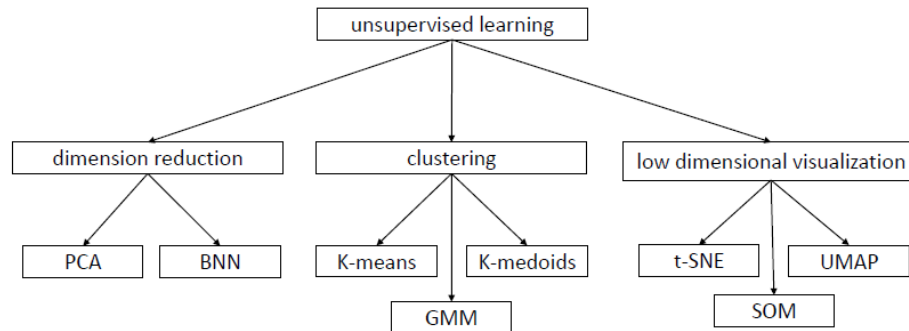 unsupervised learning
dimension reduction
clustering
low dimensional visualization
PCA
BNN
K-means
K-medoids
t-SNE
UMAP
GMM
SOM